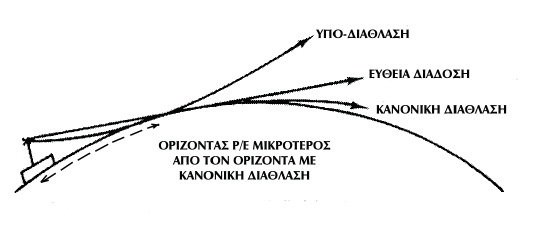 ΥΠΟ-ΔΙΑΘΛΑΣΗ
ΕΥΘΕΙΑ ΔΙΑΔΟΣΗ
ΚΑΝΟΝΙΚΗ ΔΙΑΘΛΑΣΗ
ΟΡΙΖΟΝΤΑΣ Ρ/Ε ΜΙΚΡΟΤΕΡΟΣ
ΑΠΟ ΤΟΝ ΟΡΙΖΟΝΤΑ ΜΕ
ΚΑΝΟΝΙΚΗ ΔΙΑΘΛΑΣΗ